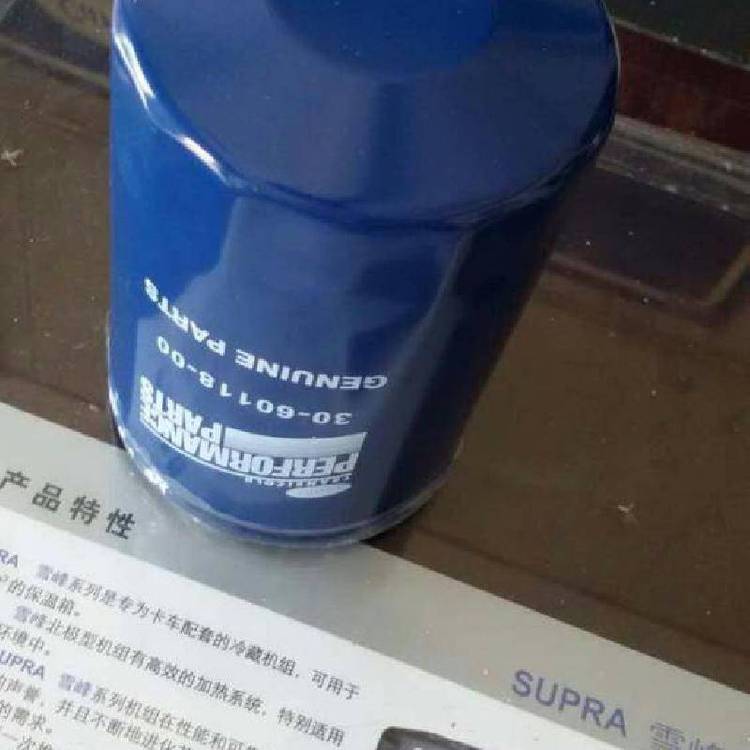 TRANSICOLD
PERFORMANCE
PARTS
30-60118-00
GENUINE PARTS
产品特性
RA 雪峰系列是专为卡车配套的冷藏机组，可用于
的保温箱。
雪峰北极型机组有高效的加热系统，特别适用
环境中。
SUPRA 雪峰系列机组在性能和可
的声誉，并且不断地进化
的需求。
SUPRA 雪峰